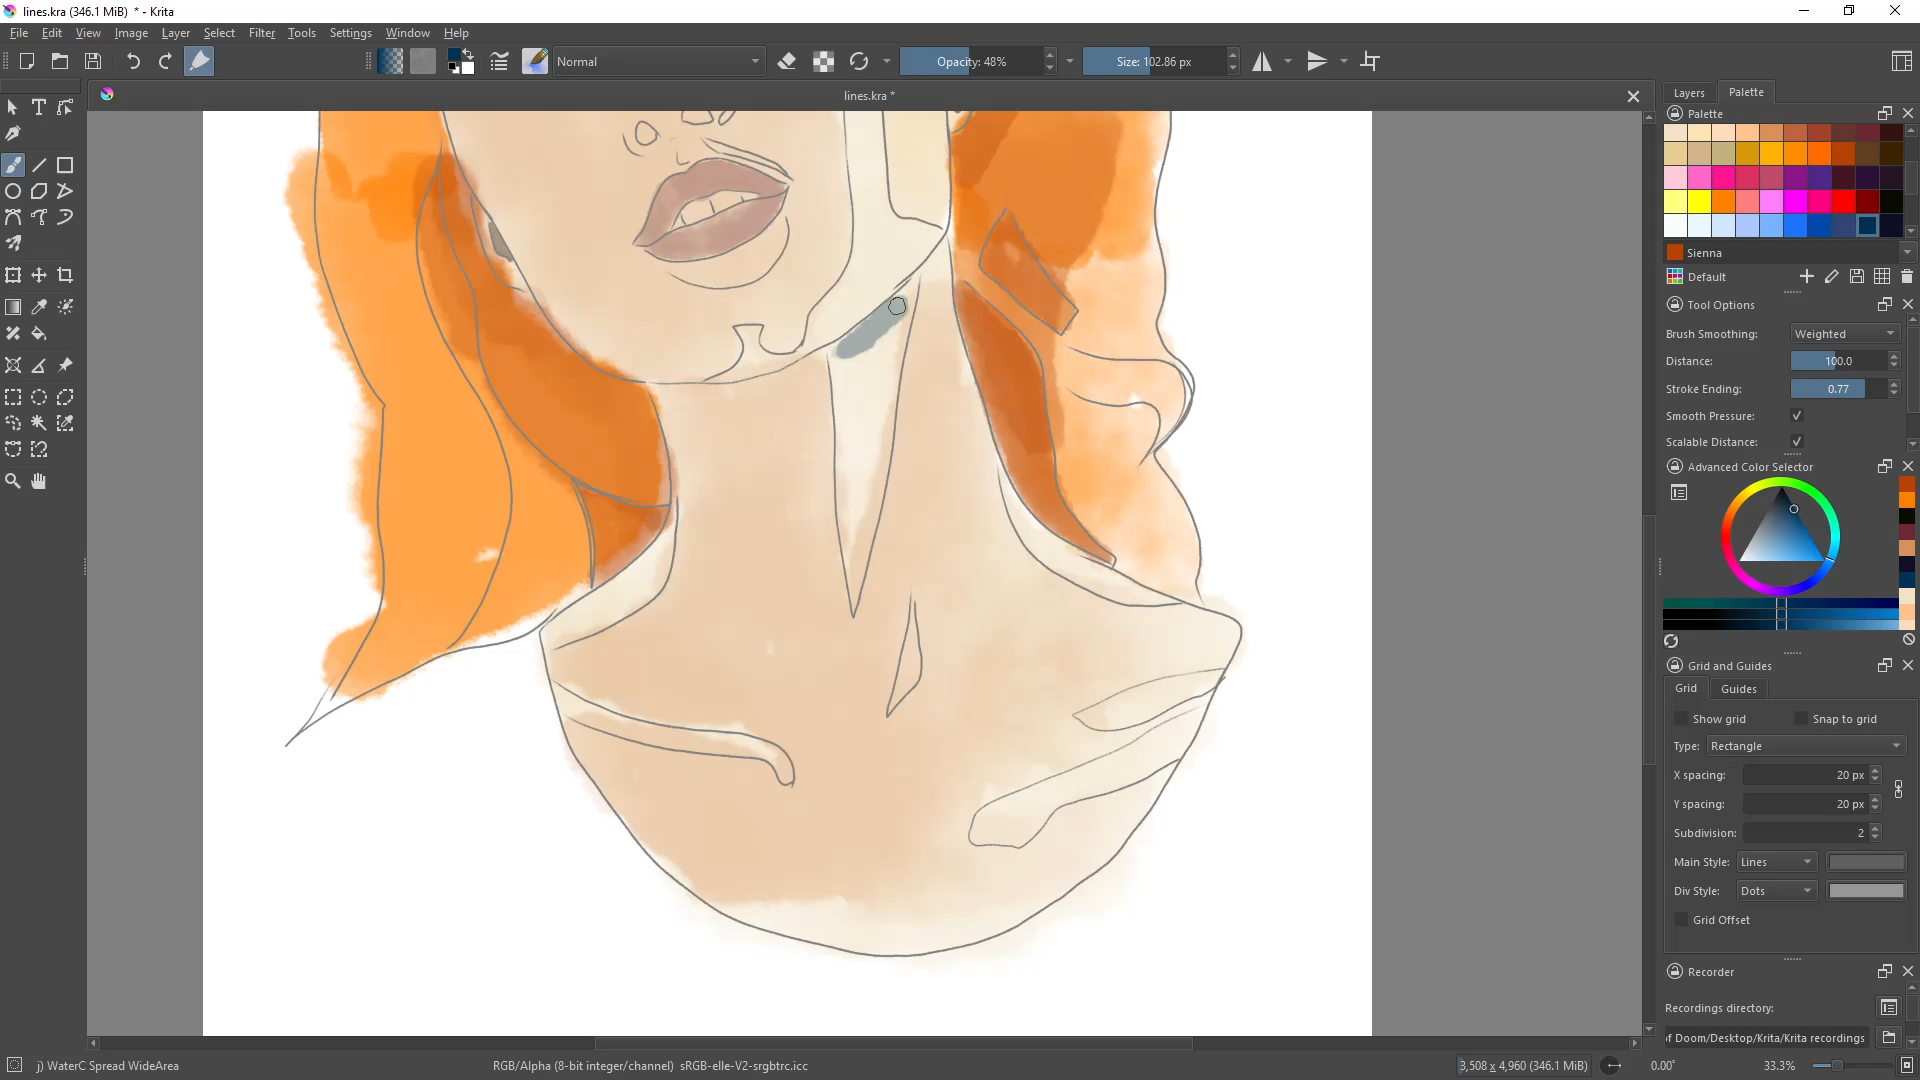 lines.kra (346.1 MiB) * - Krita
File Edit View Image Layer Select Filter Tools Settings Window Help
Normal
Opacity: 48%
Size: 102.86 px
lines.kra *
Layers
Palette
Palette
Sienna
Default
Tool Options
Brush Smoothing:
Weighted
Distance:
100.0
Stroke Ending:
0.77
Smooth Pressure:
Scalable Distance:
Advanced Color Selector
Grid and Guides
Grid
Guides
Show grid
Snap to grid
Type:
Rectangle
X spacing:
20 px
Y spacing:
20 px
Subdivision:
2
Main Style:
Lines
Div Style:
Dots
Grid Offset
Recorder
Recordings directory:
of Doom/Desktop/Krita/Krita recordings
j) WaterC Spread WideArea
RGB/Alpha (8-bit integer/channel) sRGB-elle-V2-srgbtrc.icc
3,508 x 4,960 (346.1 MiB)
0.00°
33.3%